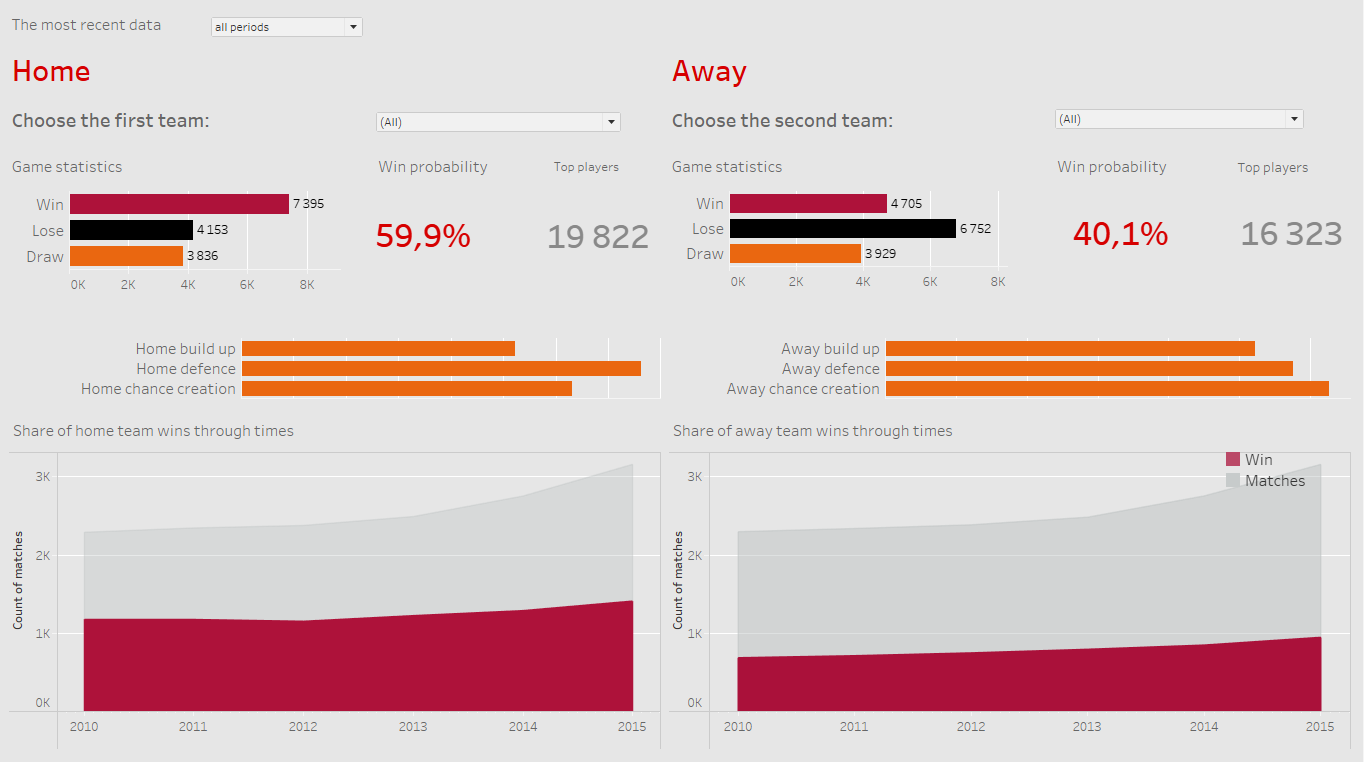 The most recent data
all periods
Home
Away
Choose the first team:
(All)
Choose the second team:
(All)
Game statistics
Win probability
Top players
Game statistics
Win probability
Top players
Win
7 395
Lose
4 153
Draw
3 836
0K 2K 4K 6K 8K
59,9%
19 822
Win
4 705
Lose
6 752
Draw
3 929
0K 2K 4K 6K 8K
40,1%
16 323
Home build up
Home defence
Home chance creation
Away build up
Away defence
Away chance creation
Share of home team wins through times
3K
2K
1K
0K
Count of matches
2010 2011 2012 2013 2014 2015
Share of away team wins through times
Win
Matches
3K
2K
1K
0K
Count of matches
2010 2011 2012 2013 2014 2015